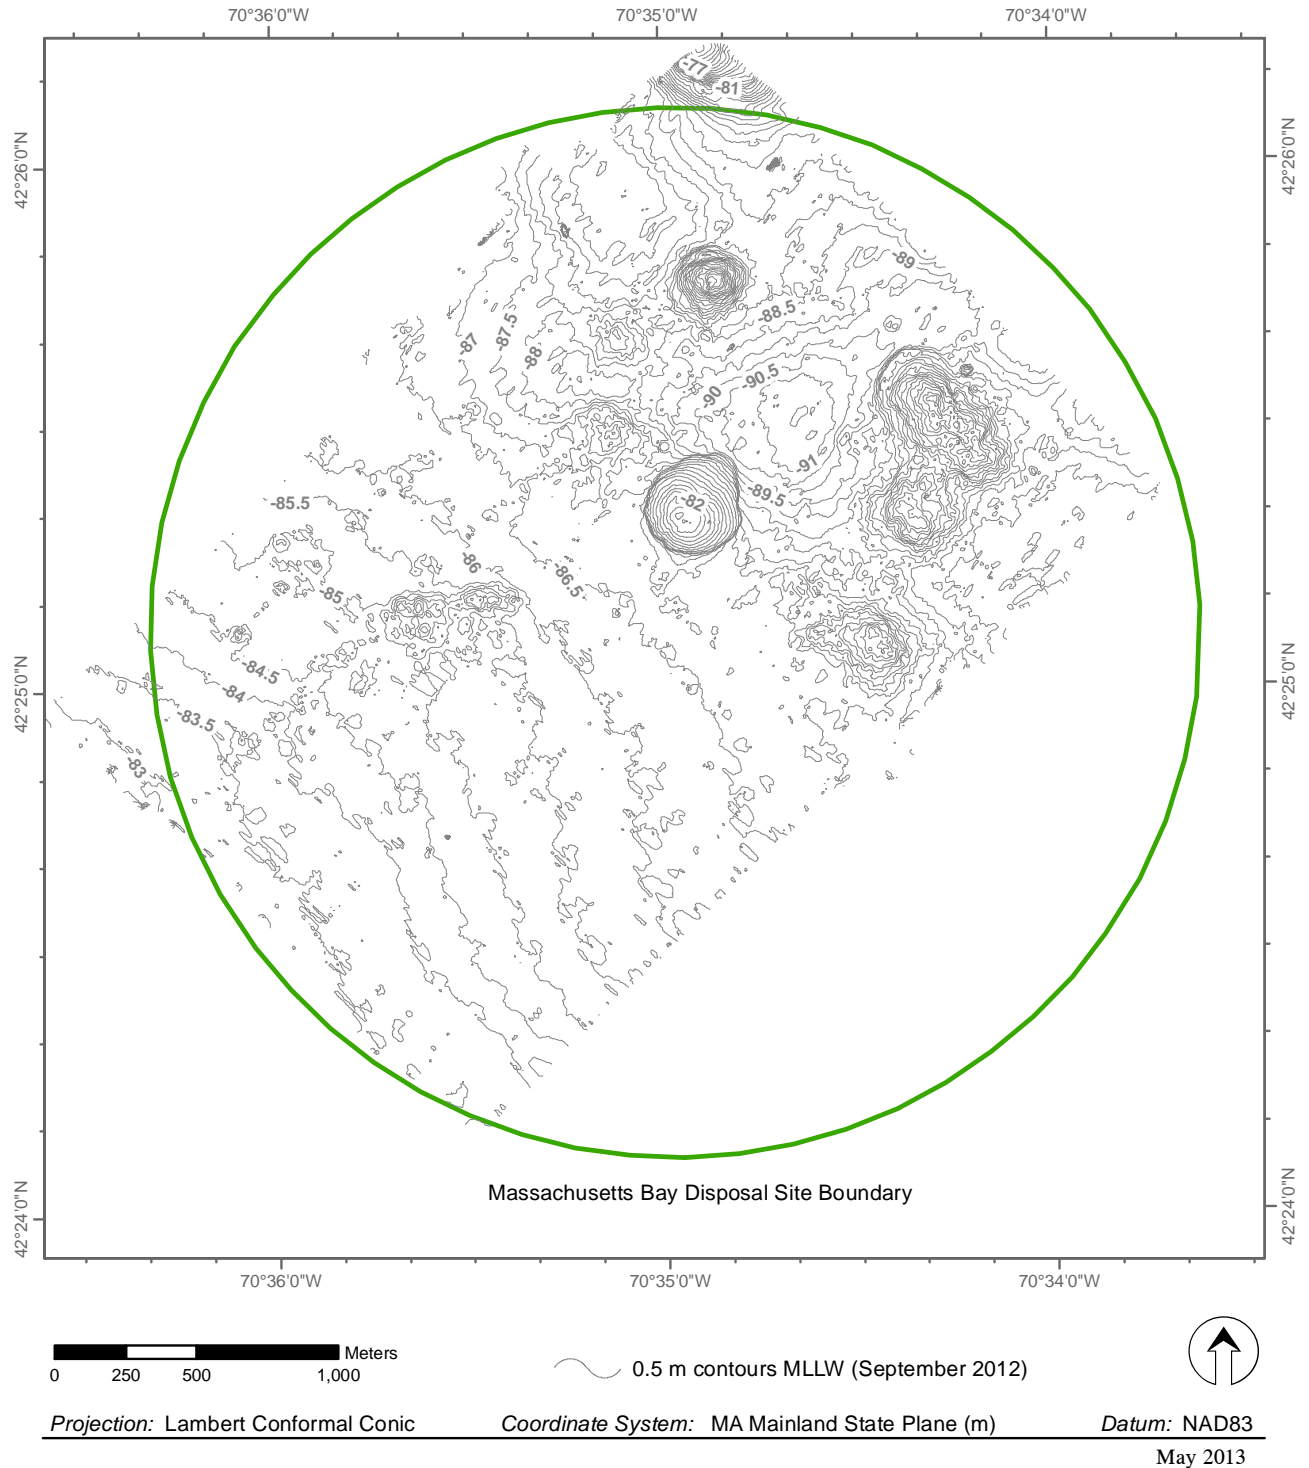 70°36'0"W 70°35'0"W 70°34'0"W
-77
-81
42°26'0"N 42°26'0"N
-89
-88.5
-87.5
-87
-88
-90.5
-90
-91
-89.5
-82
-85.5
-86
-86.5
-85
-84.5
-84
42°25'0"N 42°25'0"N
-83.5
-83
Massachusetts Bay Disposal Site Boundary
42°24'0"N 42°24'0"N
70°36'0"W 70°35'0"W 70°34'0"W
Meters
0 250 500 1,000
0.5 m contours MLLW (September 2012)
Projection: Lambert Conformal Conic Coordinate System: MA Mainland State Plane (m) Datum: NAD83
May 2013